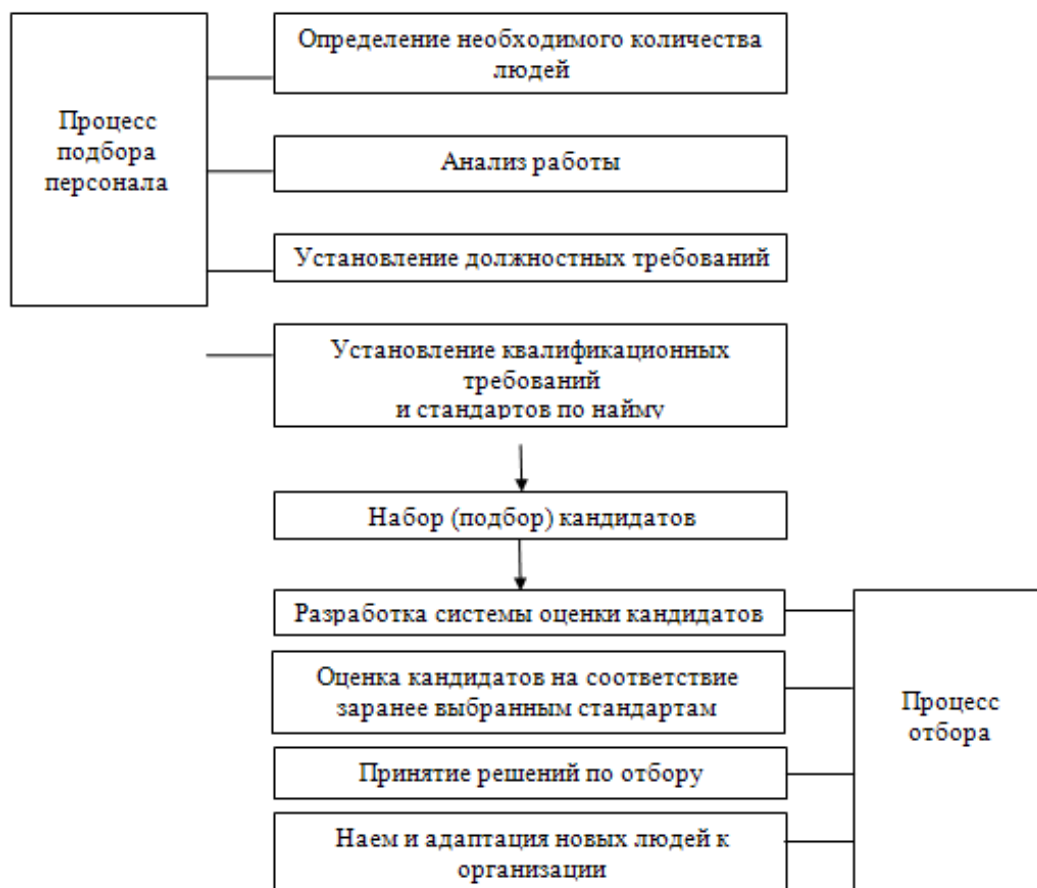 Определение необходимого количества
людей
Процесс
подбора
персонала
Анализ работы
Установление должностных требований
Установление квалификационных
требований
и стандартов по найму
Набор (подбор) кандидатов
Разработка системы оценки кандидатов
Оценка кандидатов на соответствие
заранее выбранным стандартам
Процесс
отбора
Принятие решений по отбору
Наем и адаптация новых людей к
организации